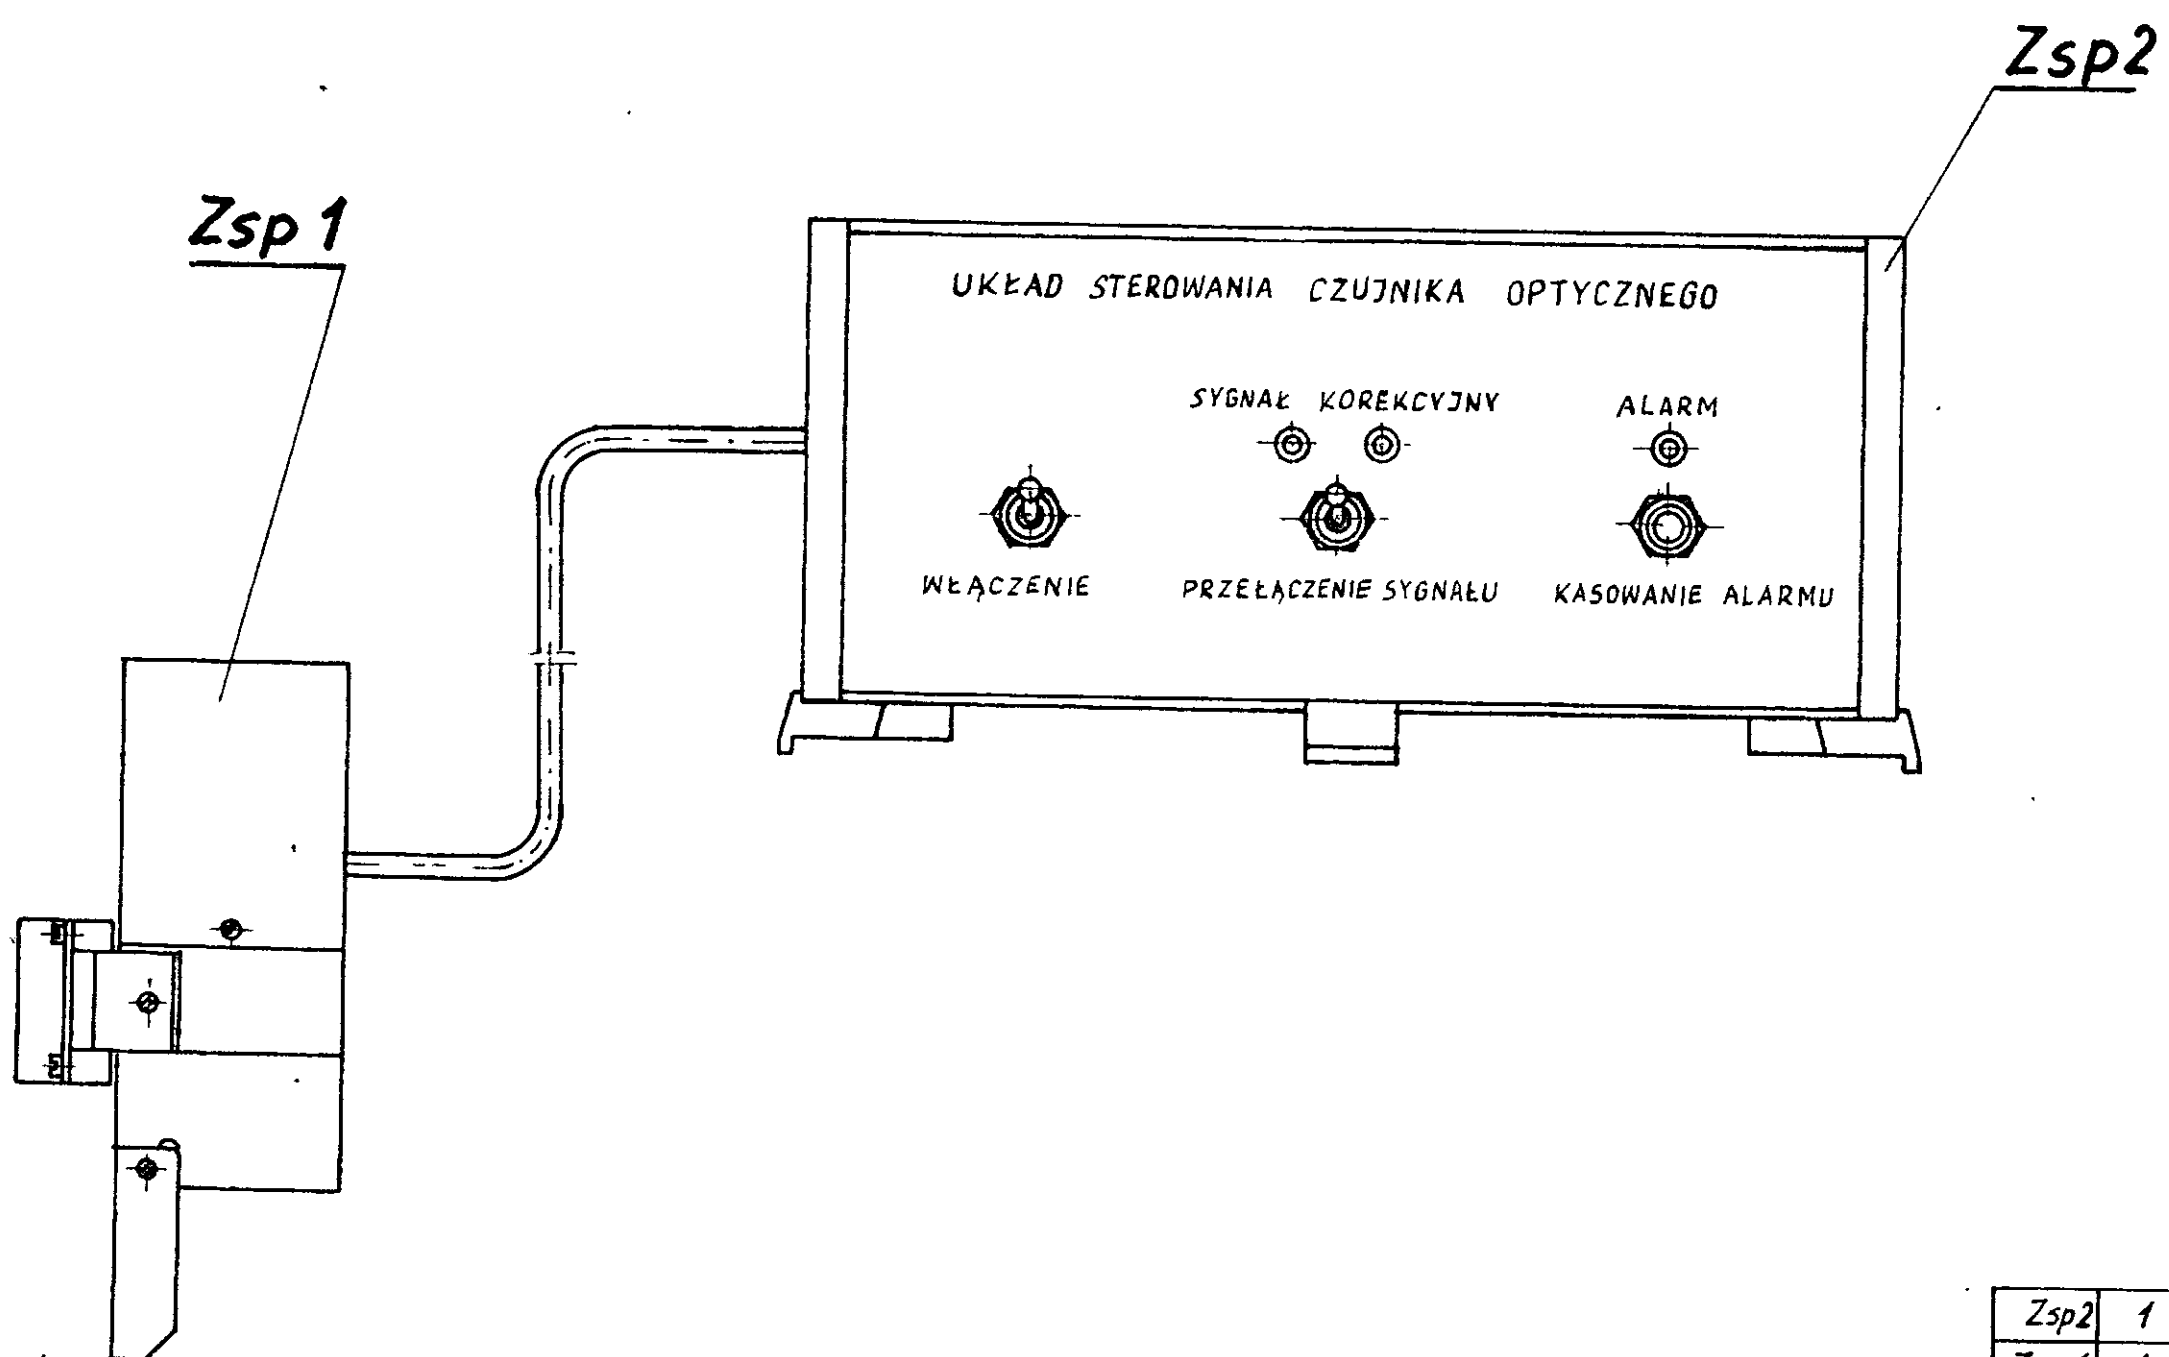 Zsp2
Zsp 1
UKŁAD STEROWANIA CZUJNIKA OPTYCZNEGO
SYGNAŁ KOREKCYJNY
ALARM
WŁĄCZENIE
PRZEŁĄCZENIE SYGNAŁU
KASOWANIE ALARMU
Zsp2 1